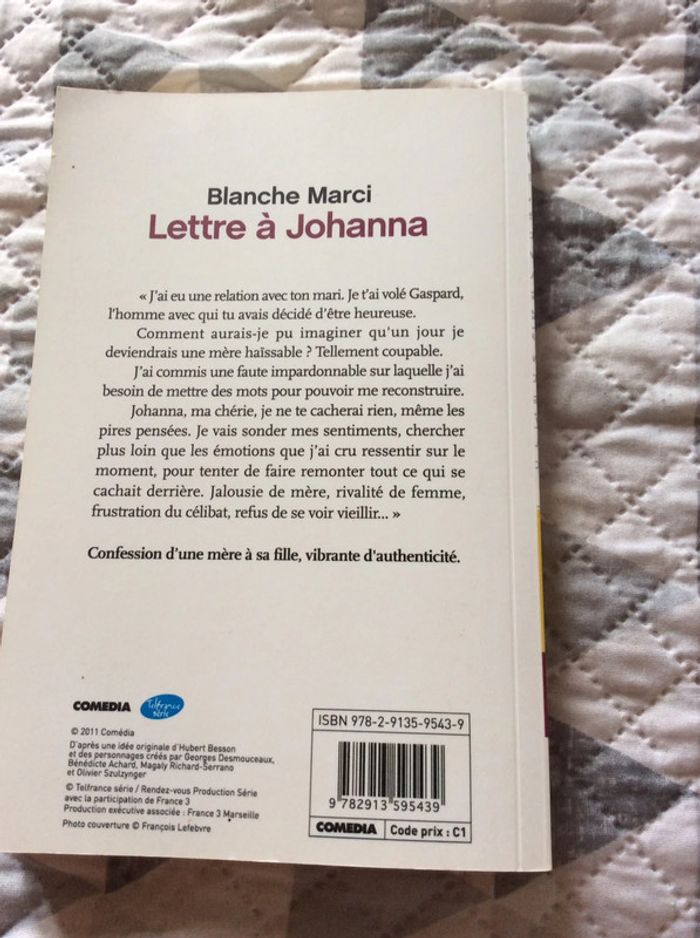 Blanche Marci
Lettre à Johanna
« J'ai eu une relation avec ton mari. Je t'ai volé Gaspard,
l'homme avec qui tu avais décidé d'être heureuse.
Comment aurais-je pu imaginer qu'un jour je
deviendrais une mère haïssable ? Tellement coupable.
J'ai commis une faute impardonnable sur laquelle j'ai
besoin de mettre des mots pour pouvoir me reconstruire.
Johanna, ma chérie, je ne te cacherai rien, même les
pires pensées. Je vais sonder mes sentiments, chercher
plus loin que les émotions que j'ai cru ressentir sur le
moment, pour tenter de faire remonter tout ce qui se
cachait derrière. Jalousie de mère, rivalité de femme,
frustration du célibat, refus de se voir vieillir... »
Confession d'une mère à sa fille, vibrante d'authenticité.
COMEDIA
Telfrance
série
© 2011 Comédia
D'après une idée originale d'Hubert Besson
et des personnages créés par Georges Desmouceaux,
Bénédicte Achard, Magaly Richard-Serrano
et Olivier Szulzynger
© Telfrance série / Rendez-vous Production Série
avec la participation de France 3
Production exécutive associée : France 3 Marseille
Photo couverture © François Lefebvre
ISBN 978-2-9135-9543-9
9 782913 595439
COMEDIA Code prix : C1